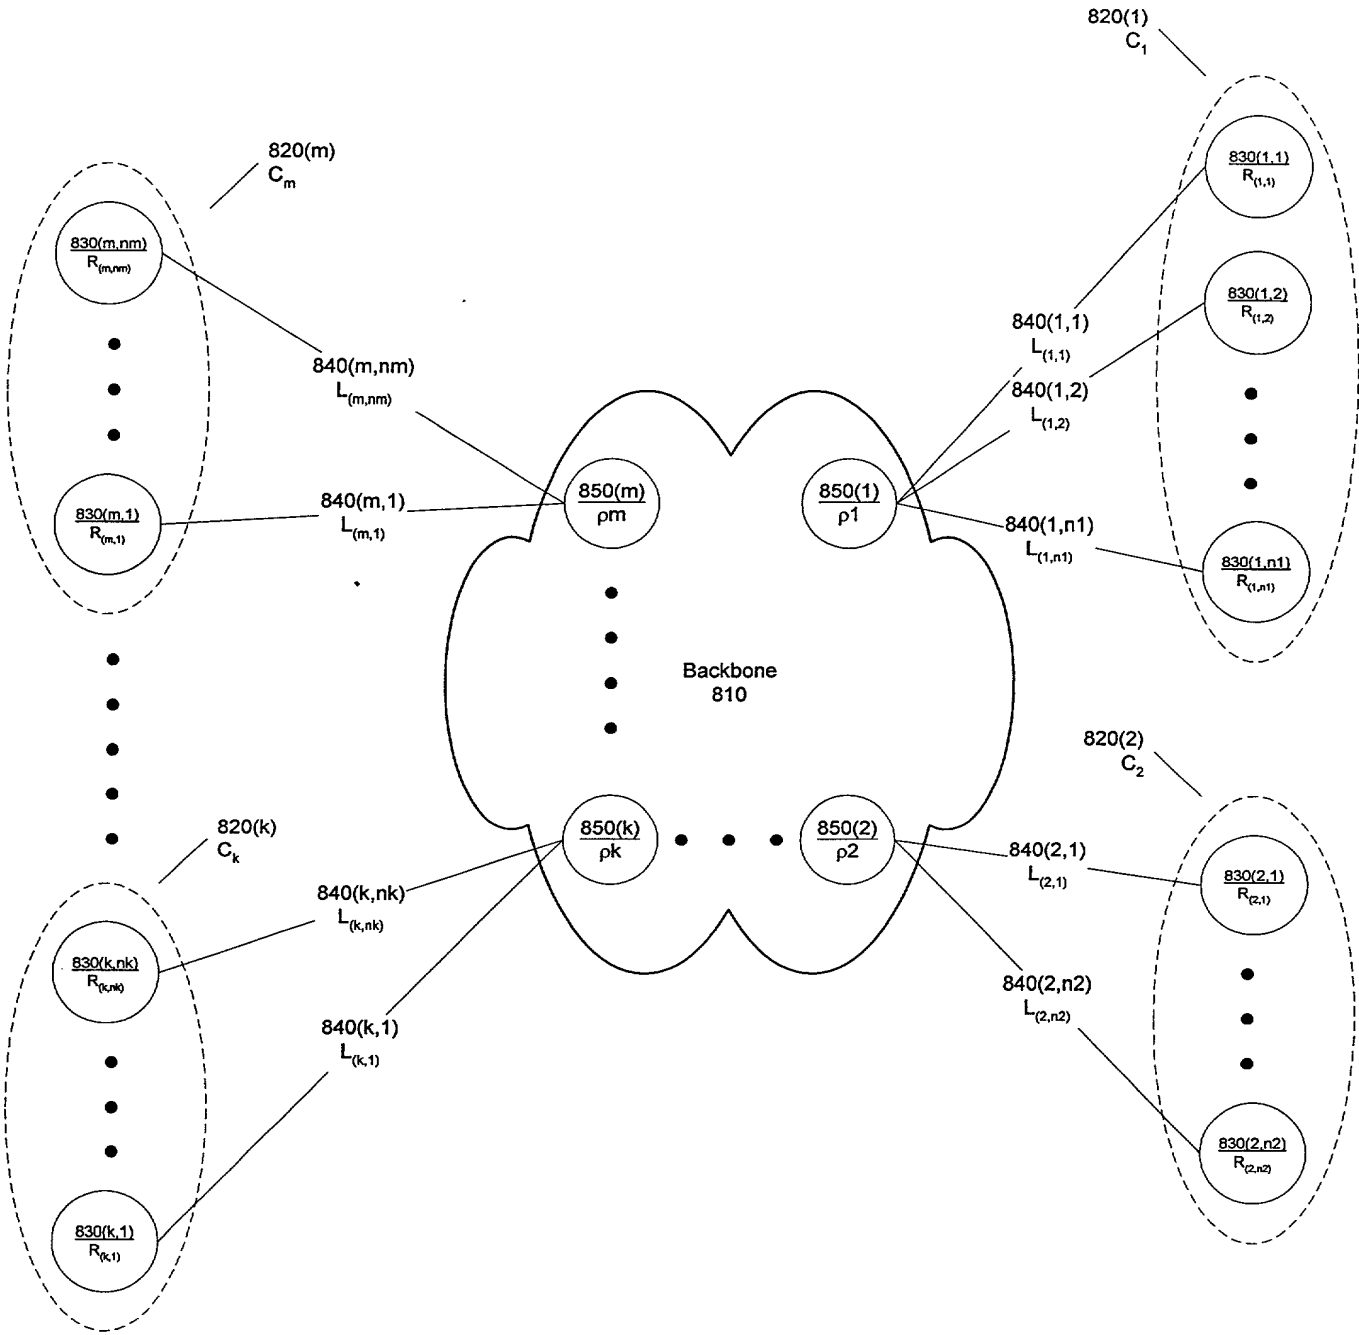 820(1)
C1
830(1,1)
R(1,1)
820(m)
Cm
830(m,nm)
R(m,nm)
830(1,2)
R(1,2)
840(1,1)
L(1,1)
840(m,nm)
L(m,nm)
840(1,2)
L(1,2)
850(m)
ρm
850(1)
ρ1
840(m,1)
L(m,1)
830(m,1)
R(m,1)
840(1,n1)
L(1,n1)
830(1,n1)
R(1,n1)
Backbone
810
820(2)
C2
820(k)
Ck
850(k)
ρk
850(2)
ρ2
840(2,1)
L(2,1)
830(2,1)
R(2,1)
840(k,nk)
L(k,nk)
830(k,nk)
R(k,nk)
840(2,n2)
L(2,n2)
840(k,1)
L(k,1)
830(2,n2)
R(2,n2)
830(k,1)
R(k,1)